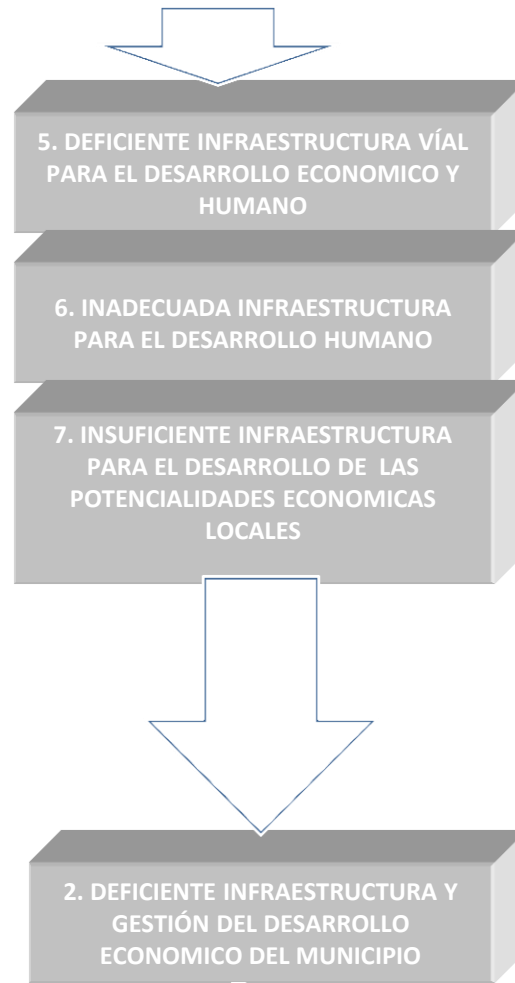 5. DEFICIENTE INFRAESTRUCTURA VÍAL
PARA EL DESARROLLO ECONOMICO Y
HUMANO
6. INADECUADA INFRAESTRUCTURA
PARA EL DESARROLLO HUMANO
7. INSUFICIENTE INFRAESTRUCTURA
PARA EL DESARROLLO DE LAS
POTENCIALIDADES ECONOMICAS
LOCALES
2. DEFICIENTE INFRAESTRUCTURA Y
GESTIÓN DEL DESARROLLO
ECONOMICO DEL MUNICIPIO